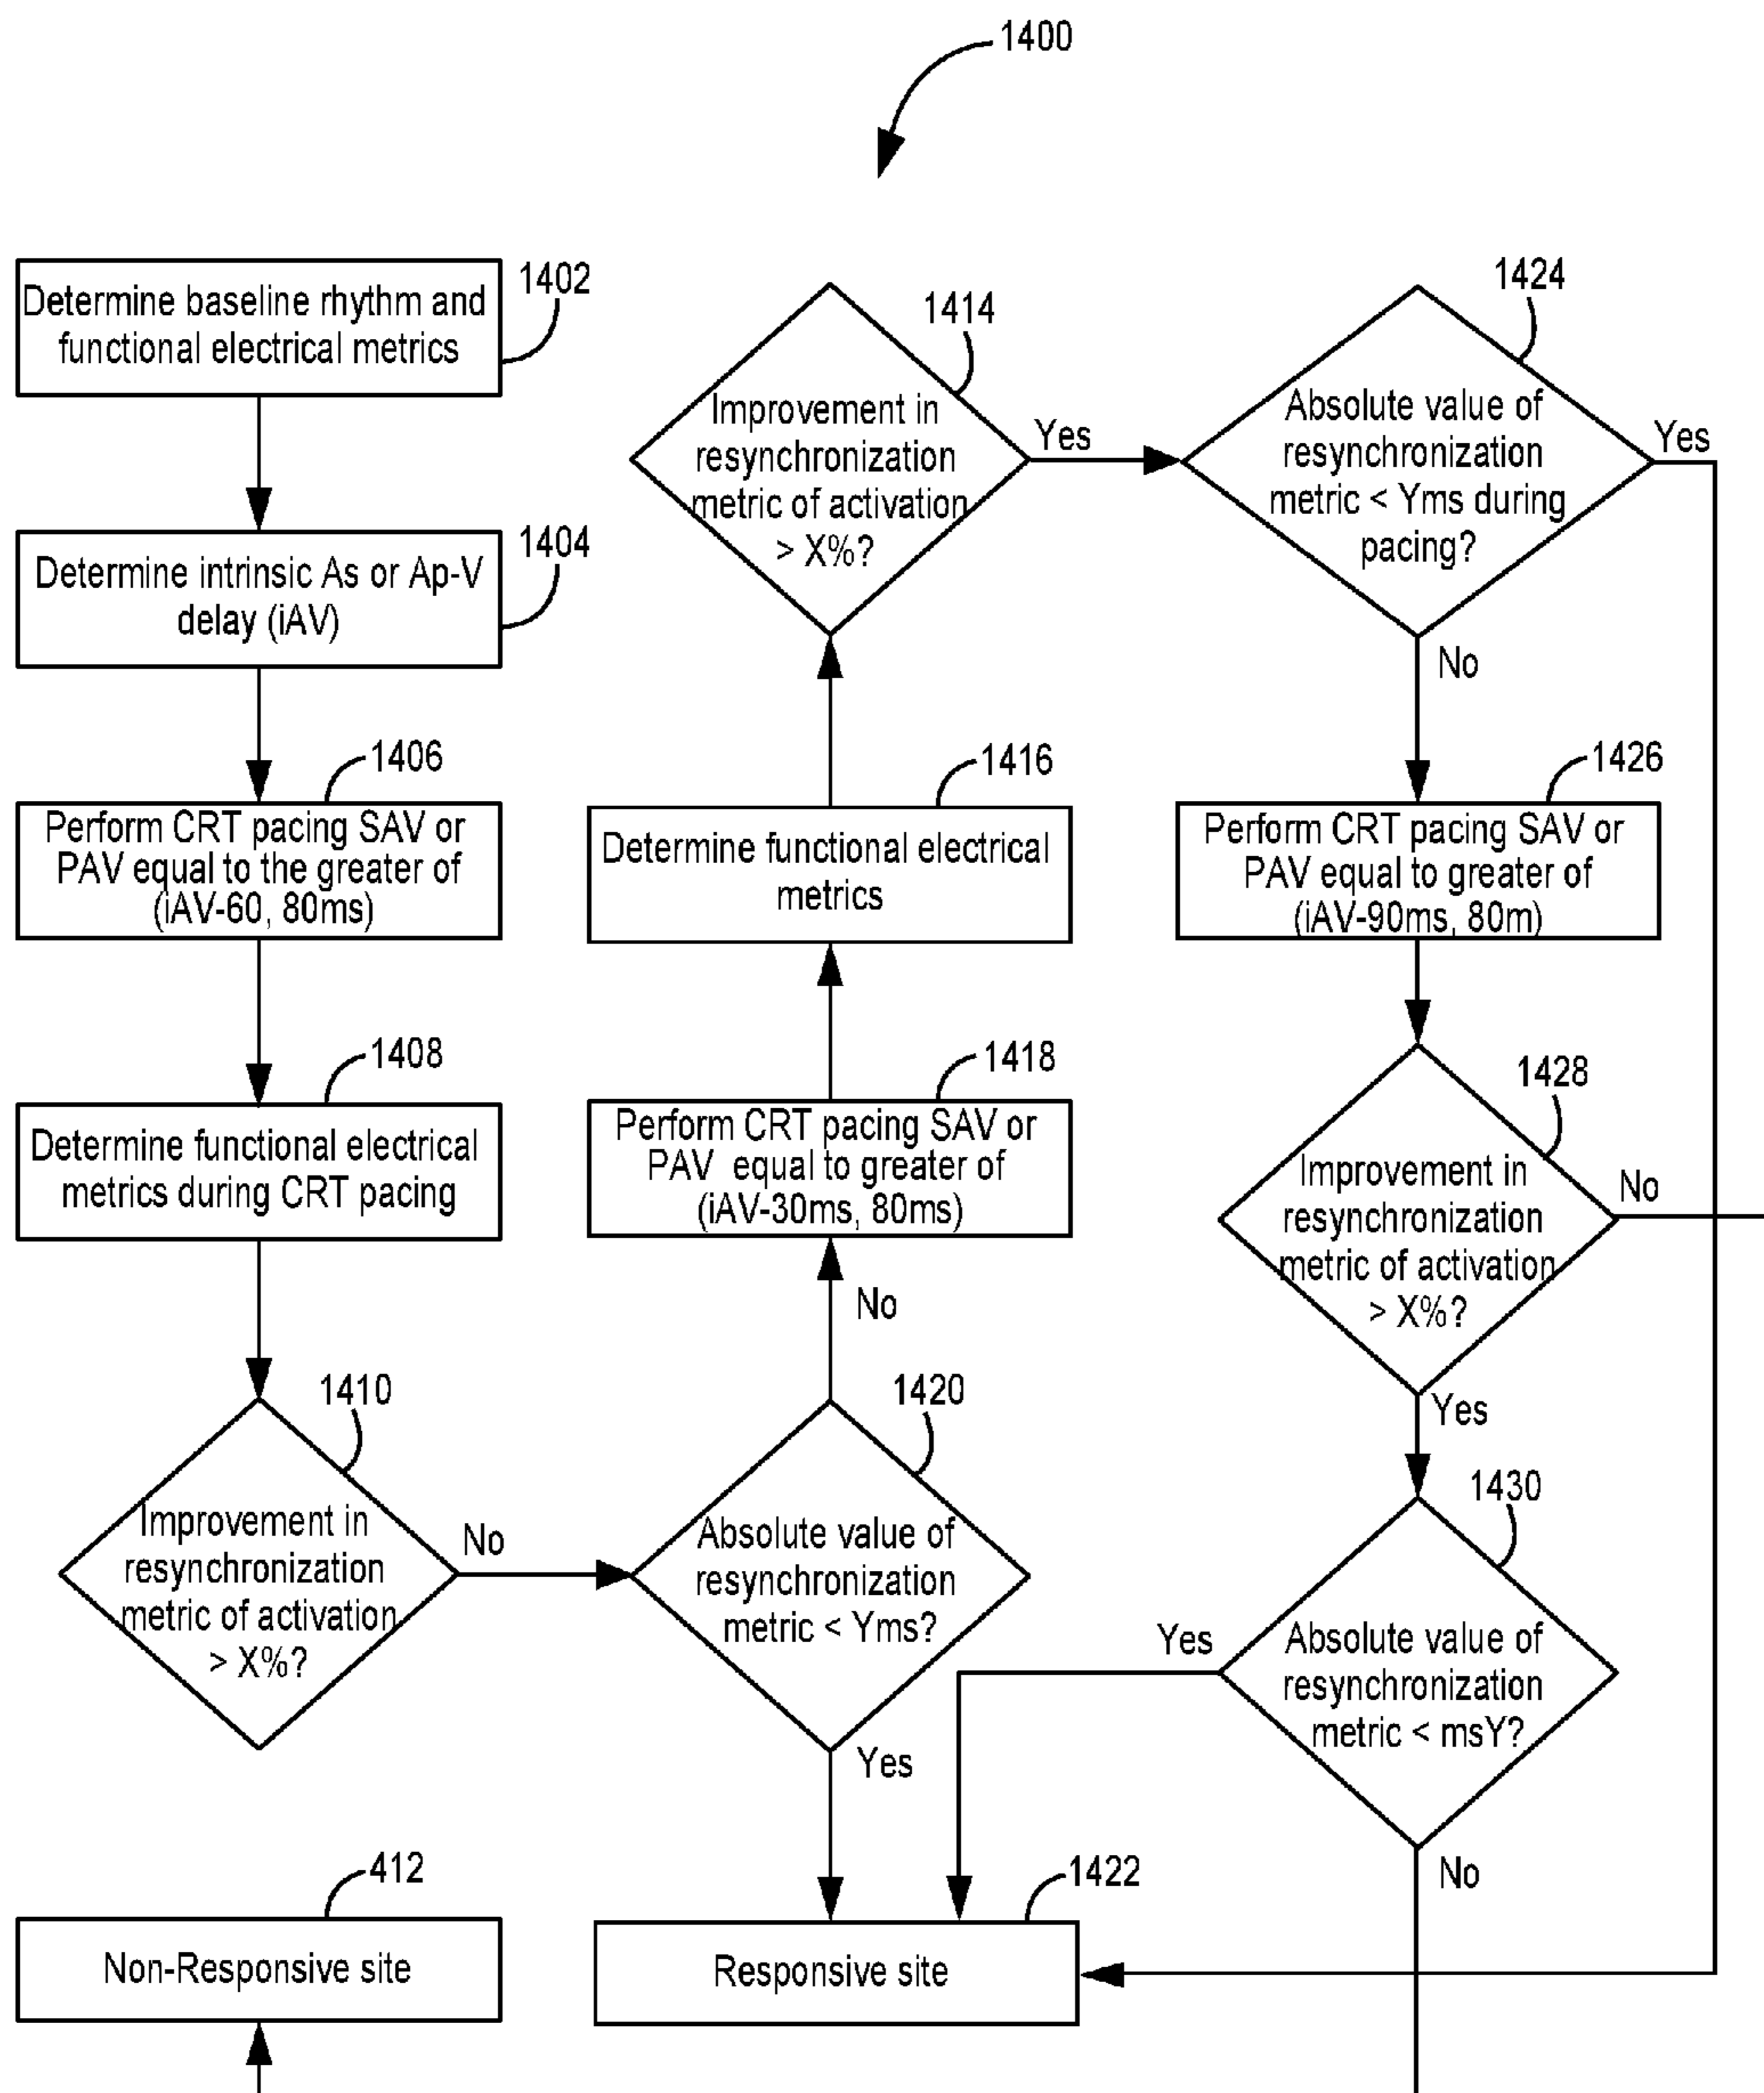 1400
1402
Determine baseline rhythm and
functional electrical metrics
1404
Determine intrinsic As or Ap-V
delay (iAV)
1406
Perform CRT pacing SAV or
PAV equal to the greater of
(iAV-60, 80ms)
1408
Determine functional electrical
metrics during CRT pacing
1410
Improvement in
resynchronization
metric of activation
> X%?
No
412
Non-Responsive site
1414
Improvement in
resynchronization
metric of activation
> X%?
Yes
1416
Determine functional electrical
metrics
1418
Perform CRT pacing SAV or
PAV equal to greater of
(iAV-30ms, 80ms)
No
1420
Absolute value of
resynchronization
metric < Yms?
Yes
1422
Responsive site
1424
Absolute value of
resynchronization
metric < Yms during
pacing?
Yes
No
1426
Perform CRT pacing SAV or
PAV equal to greater of
(iAV-90ms, 80m)
1428
Improvement in
resynchronization
metric of activation
> X%?
No
Yes
1430
Absolute value of
resynchronization
metric < msY?
Yes
No